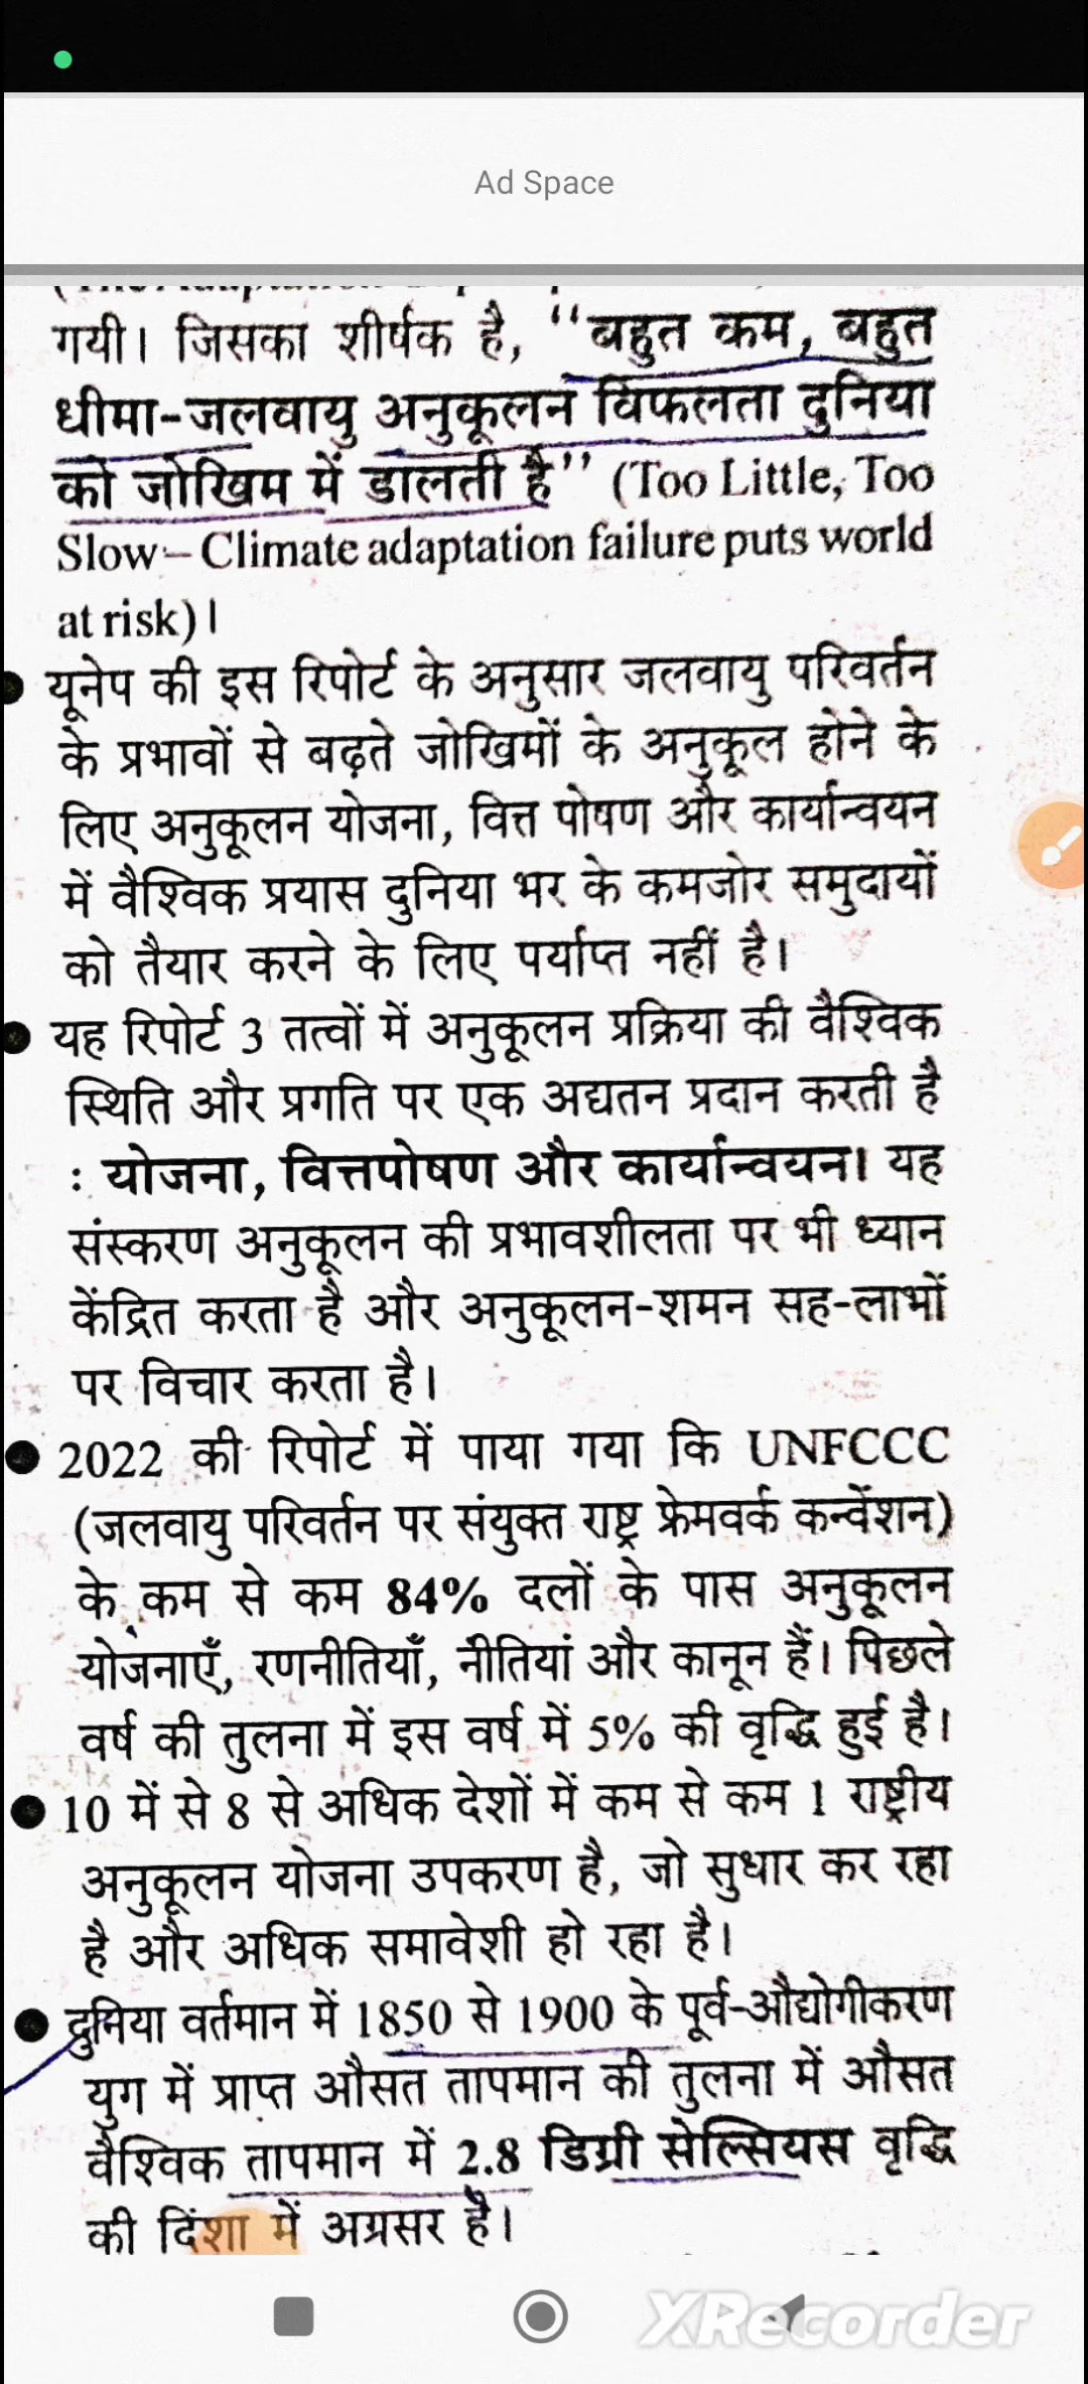 Ad Space
गयी। जिसका शीर्षक है, ‘‘बहुत कम, बहुत
धीमा-जलवायु अनुकूलन विफलता दुनिया
को जोखिम में डालती है’’ (Too Little, Too
Slow – Climate adaptation failure puts world
at risk)।
● यूनेप की इस रिपोर्ट के अनुसार जलवायु परिवर्तन
के प्रभावों से बढ़ते जोखिमों के अनुकूल होने के
लिए अनुकूलन योजना, वित्त पोषण और कार्यान्वयन
में वैश्विक प्रयास दुनिया भर के कमजोर समुदायों
को तैयार करने के लिए पर्याप्त नहीं है।
● यह रिपोर्ट 3 तत्वों में अनुकूलन प्रक्रिया की वैश्विक
स्थिति और प्रगति पर एक अद्यतन प्रदान करती है
: योजना, वित्तपोषण और कार्यान्वयन। यह
संस्करण अनुकूलन की प्रभावशीलता पर भी ध्यान
केंद्रित करता है और अनुकूलन-शमन सह-लाभों
पर विचार करता है।
● 2022 की रिपोर्ट में पाया गया कि UNFCCC
(जलवायु परिवर्तन पर संयुक्त राष्ट्र फ्रेमवर्क कन्वेंशन)
के कम से कम 84% दलों के पास अनुकूलन
योजनाएँ, रणनीतियाँ, नीतियां और कानून हैं। पिछले
वर्ष की तुलना में इस वर्ष में 5% की वृद्धि हुई है।
● 10 में से 8 से अधिक देशों में कम से कम 1 राष्ट्रीय
अनुकूलन योजना उपकरण है, जो सुधार कर रहा
है और अधिक समावेशी हो रहा है।
● दुनिया वर्तमान में 1850 से 1900 के पूर्व-औद्योगीकरण
युग में प्राप्त औसत तापमान की तुलना में औसत
वैश्विक तापमान में 2.8 डिग्री सेल्सियस वृद्धि
की दिशा में अग्रसर है।
XRecorder